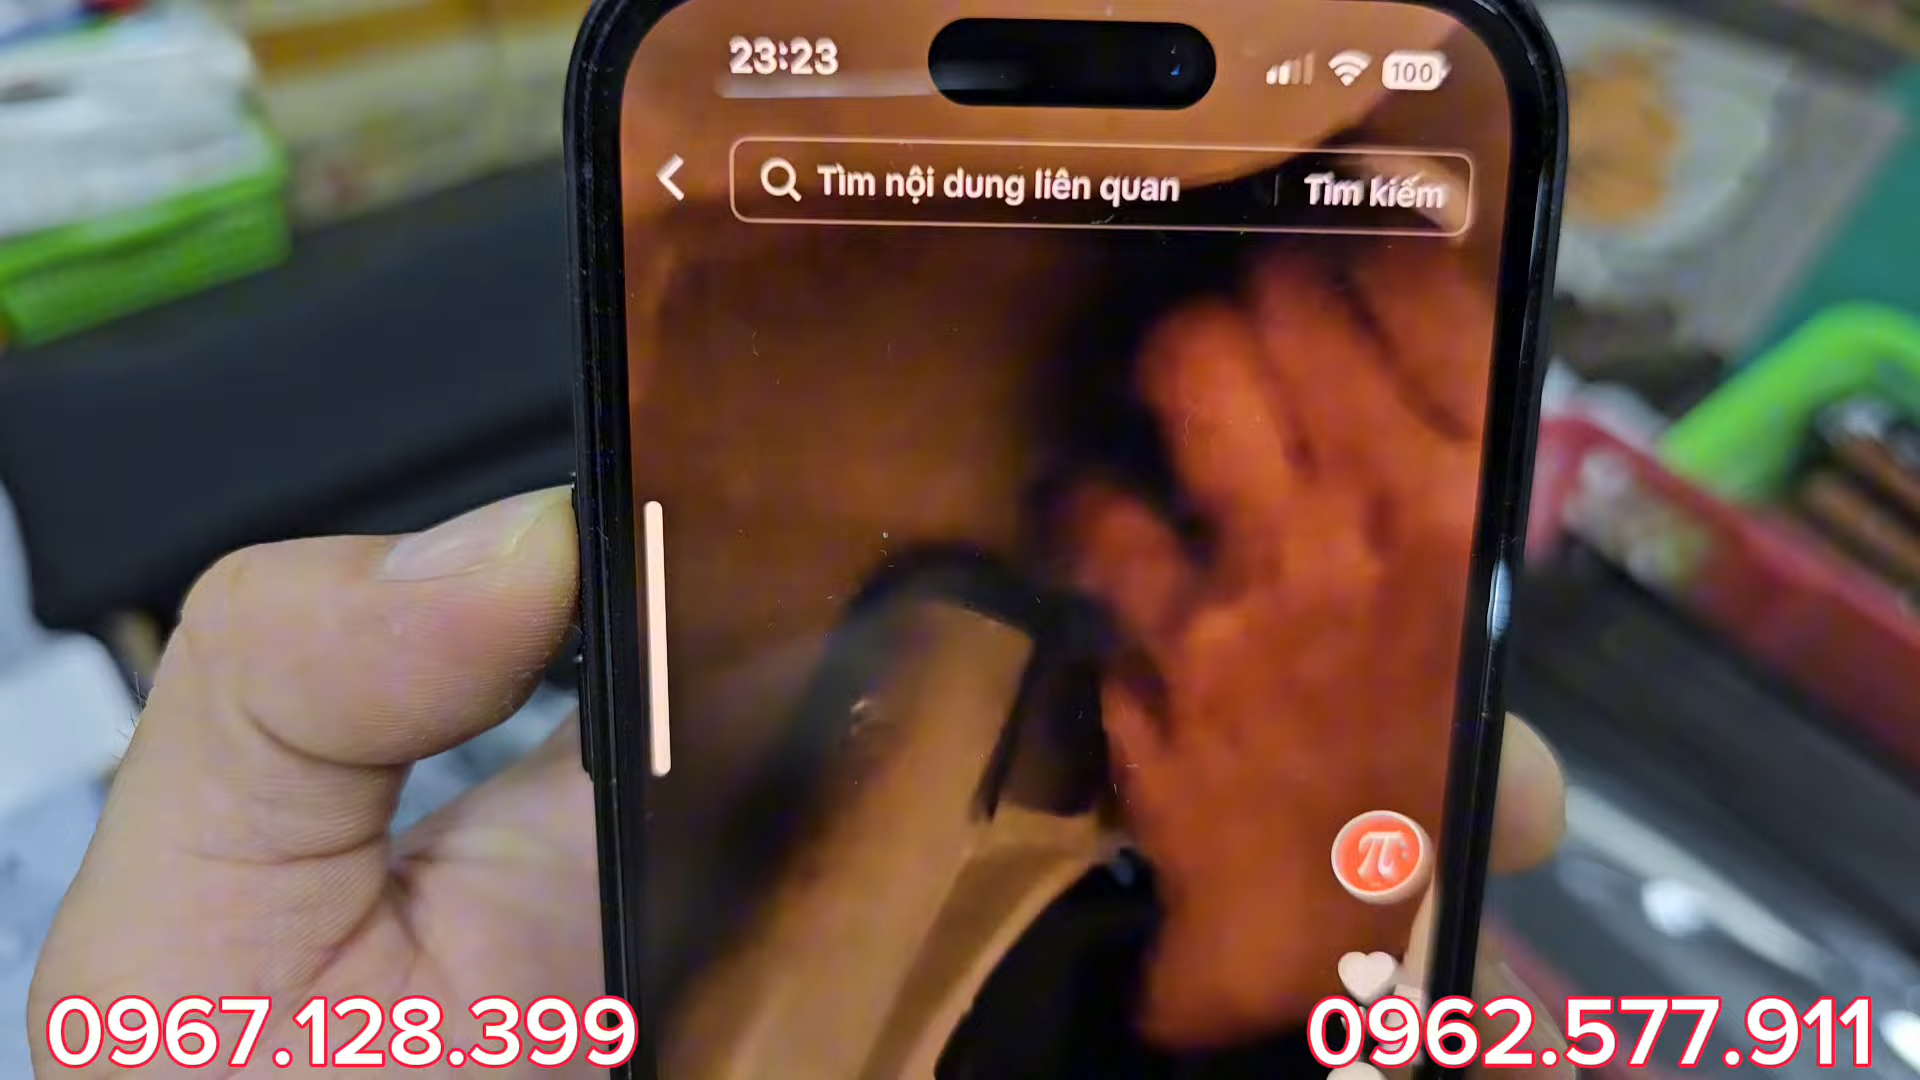 23:23
100
Tìm nội dung liên quan
Tìm kiếm
π
0967.128.399
0962.577.911